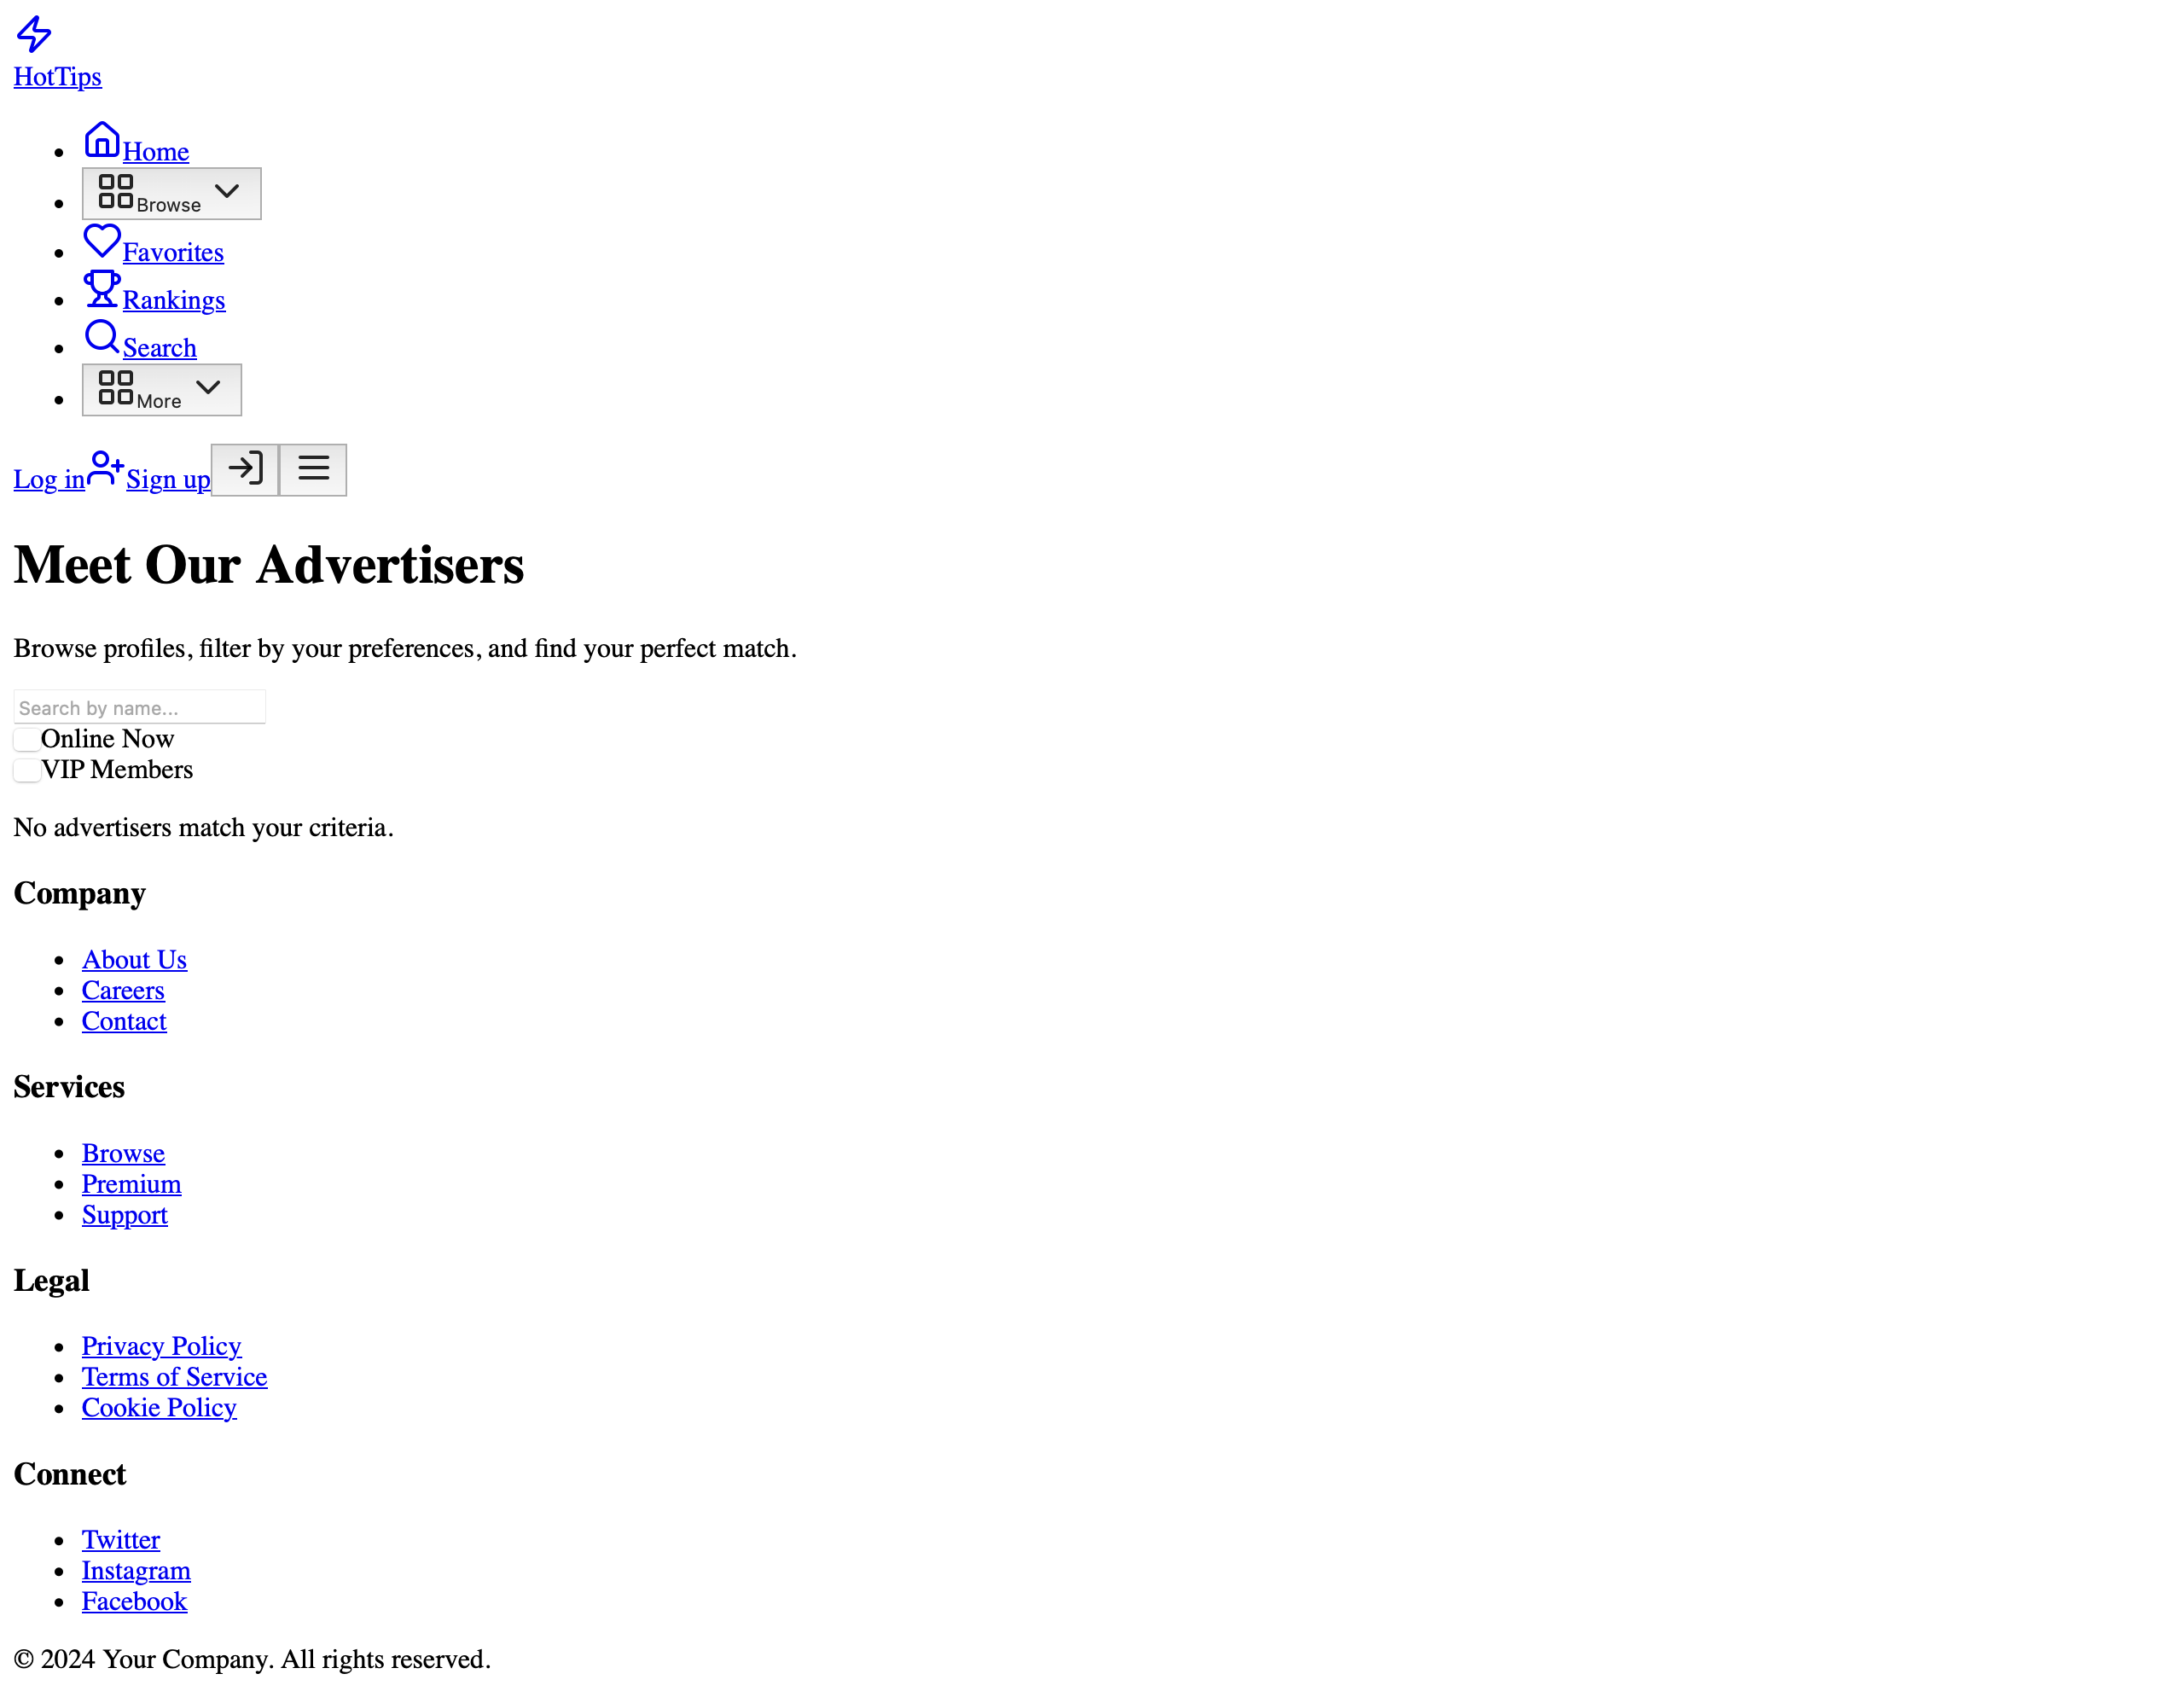 HotTips
Home
Browse
Favorites
Rankings
Search
More
Log in Sign up
Meet Our Advertisers
Browse profiles, filter by your preferences, and find your perfect match.
Search by name...
Online Now
VIP Members
No advertisers match your criteria.
Company
About Us
Careers
Contact
Services
Browse
Premium
Support
Legal
Privacy Policy
Terms of Service
Cookie Policy
Connect
Twitter
Instagram
Facebook
© 2024 Your Company. All rights reserved.